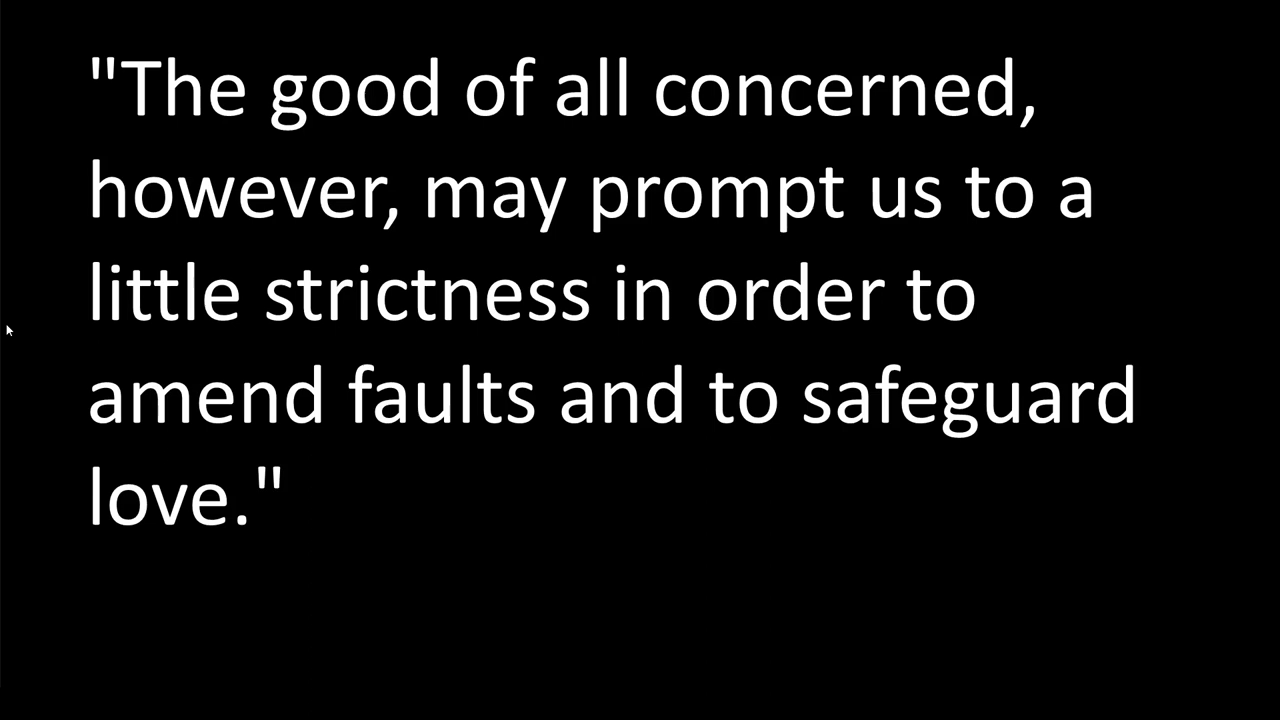 "The good of all concerned,
however, may prompt us to a
little strictness in order to
amend faults and to safeguard
love."